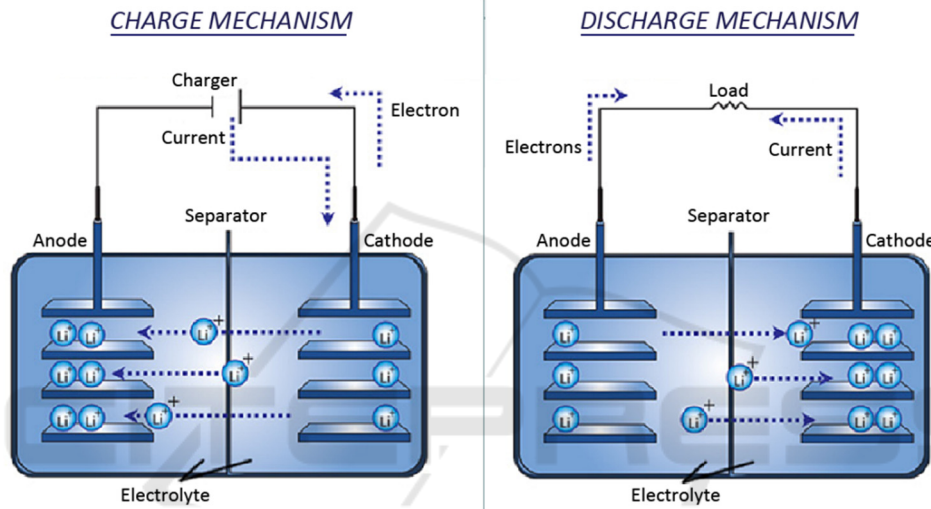 CHARGE MECHANISM
Charger
Current
Electron
Separator
Anode
Cathode
Li+ Li+ Li+ + Li+
Li Li Li + Li
Li+ Li+ Li+ + Li+
Electrolyte
DISCHARGE MECHANISM
Load
Electrons
Current
Separator
Anode
Cathode
Li+ Li+ + Li+ Li+
Li Li+ + Li+ Li
Li+ Li+ + Li+ Li+
Electrolyte
SCITEPRESS